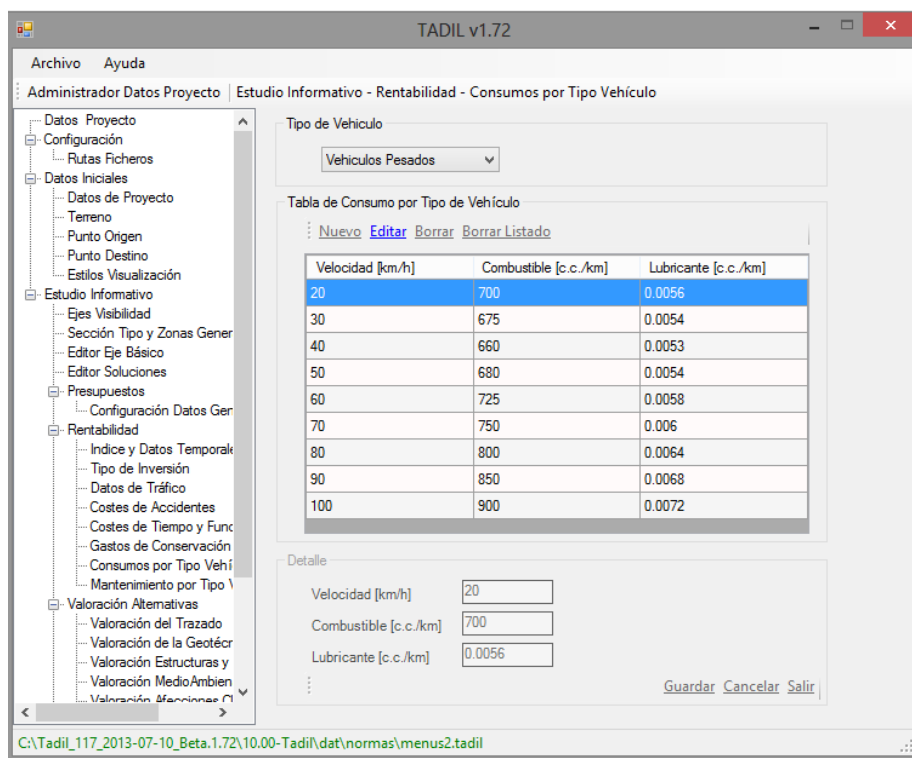 TADIL v1.72
Archivo Ayuda
Administrador Datos Proyecto Estudio Informativo - Rentabilidad - Consumos por Tipo Vehículo
Datos Proyecto
Configuración
Rutas Ficheros
Datos Iniciales
Datos de Proyecto
Terreno
Punto Origen
Punto Destino
Estilos Visualización
Estudio Informativo
Ejes Visibilidad
Sección Tipo y Zonas Gener
Editor Eje Básico
Editor Soluciones
Presupuestos
Configuración Datos Gen
Rentabilidad
Indice y Datos Temporale
Tipo de Inversión
Datos de Tráfico
Costes de Accidentes
Costes de Tiempo y Func
Gastos de Conservación
Consumos por Tipo Vehí
Mantenimiento por Tipo V
Valoración Alternativas
Valoración del Trazado
Valoración de la Geotécr
Valoración Estructuras y
Valoración MedioAmbien
Valoración Afecciones
Tipo de Vehiculo
Vehiculos Pesados
Tabla de Consumo por Tipo de Vehículo
Nuevo Editar Borrar Borrar Listado
Velocidad [km/h] Combustible [c.c./km] Lubricante [c.c./km]
20 700 0.0056
30 675 0.0054
40 660 0.0053
50 680 0.0054
60 725 0.0058
70 750 0.006
80 800 0.0064
90 850 0.0068
100 900 0.0072
Detalle
Velocidad [km/h] 20
Combustible [c.c./km] 700
Lubricante [c.c./km] 0.0056
Guardar Cancelar Salir
C:\Tadil_117_2013-07-10_Beta.1.72\10.00-Tadil\dat\normas\menus2.tadil